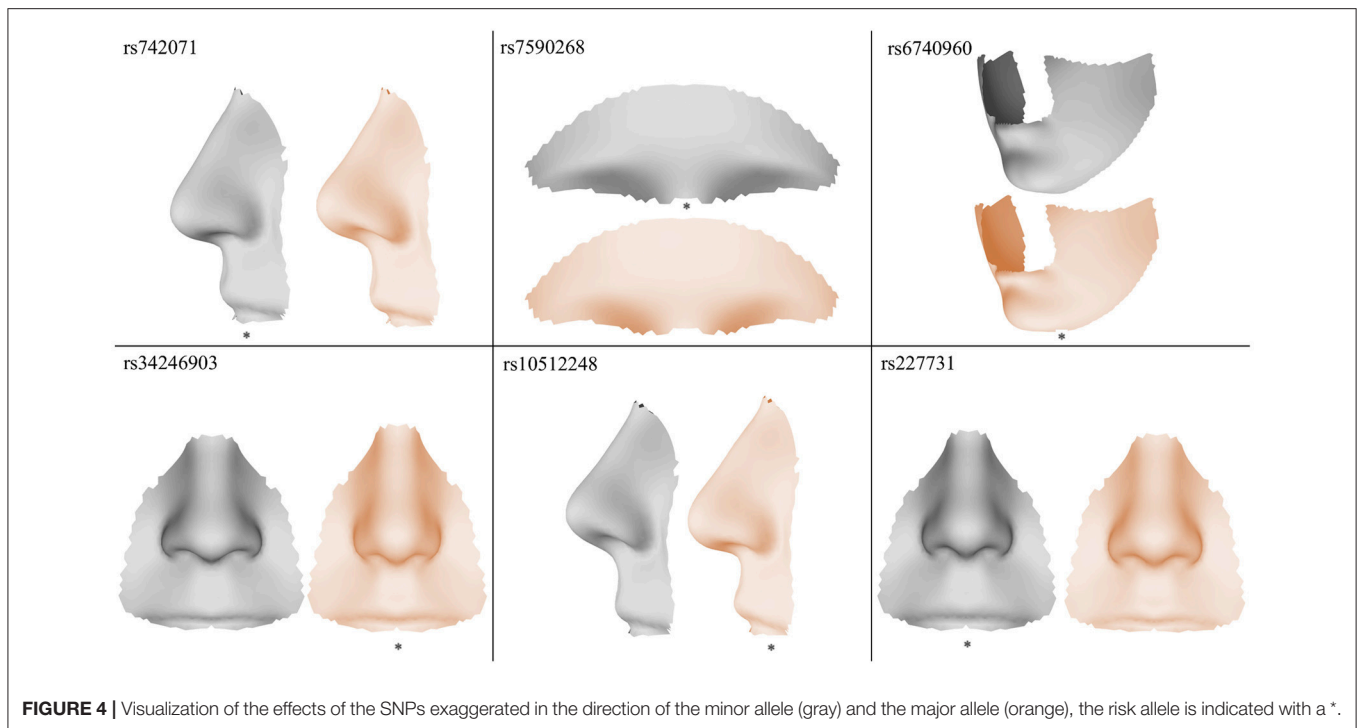 rs742071
rs7590268
rs6740960
*
*
*
rs34246903
rs10512248
rs227731
*
*
*
FIGURE 4 | Visualization of the effects of the SNPs exaggerated in the direction of the minor allele (gray) and the major allele (orange), the risk allele is indicated with a *.